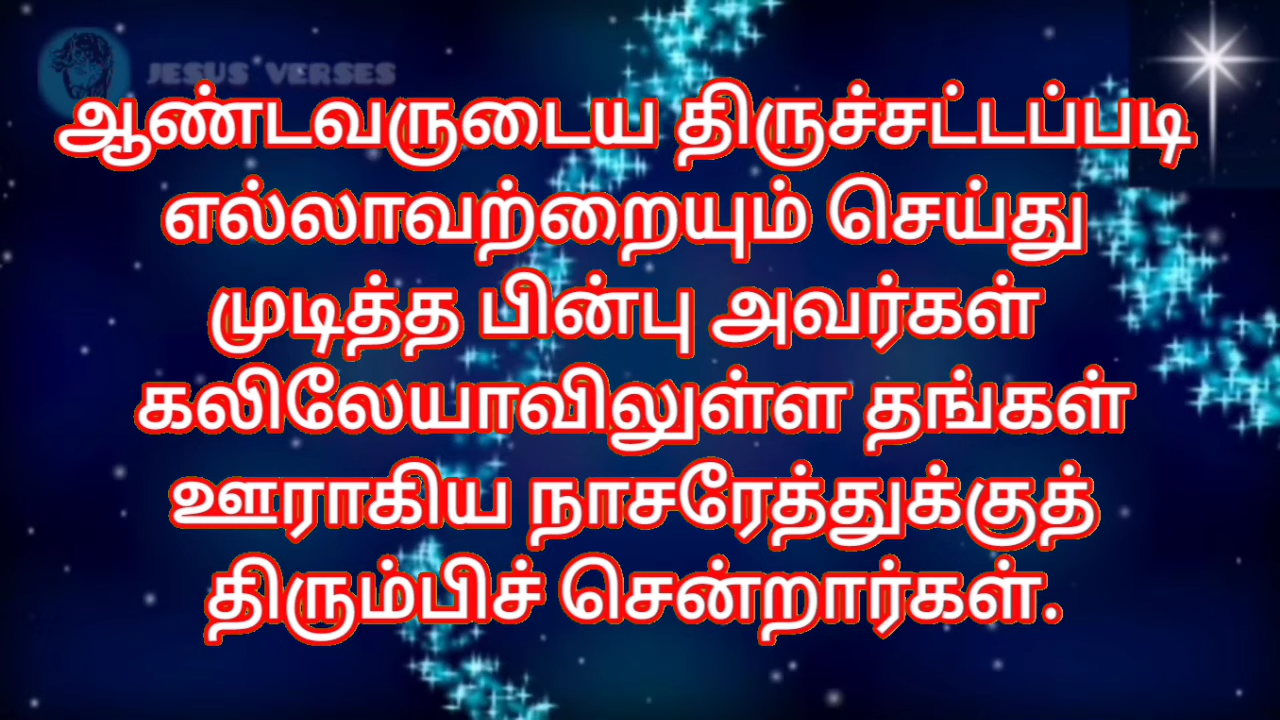 JESUS VERSES
ஆண்டவருடைய திருச்சட்டப்படி
எல்லாவற்றையும் செய்து
முடித்த பின்பு அவர்கள்
கலிலேயாவிலுள்ள தங்கள்
ஊராகிய நாசரேத்துக்குத்
திரும்பிச் சென்றார்கள்.